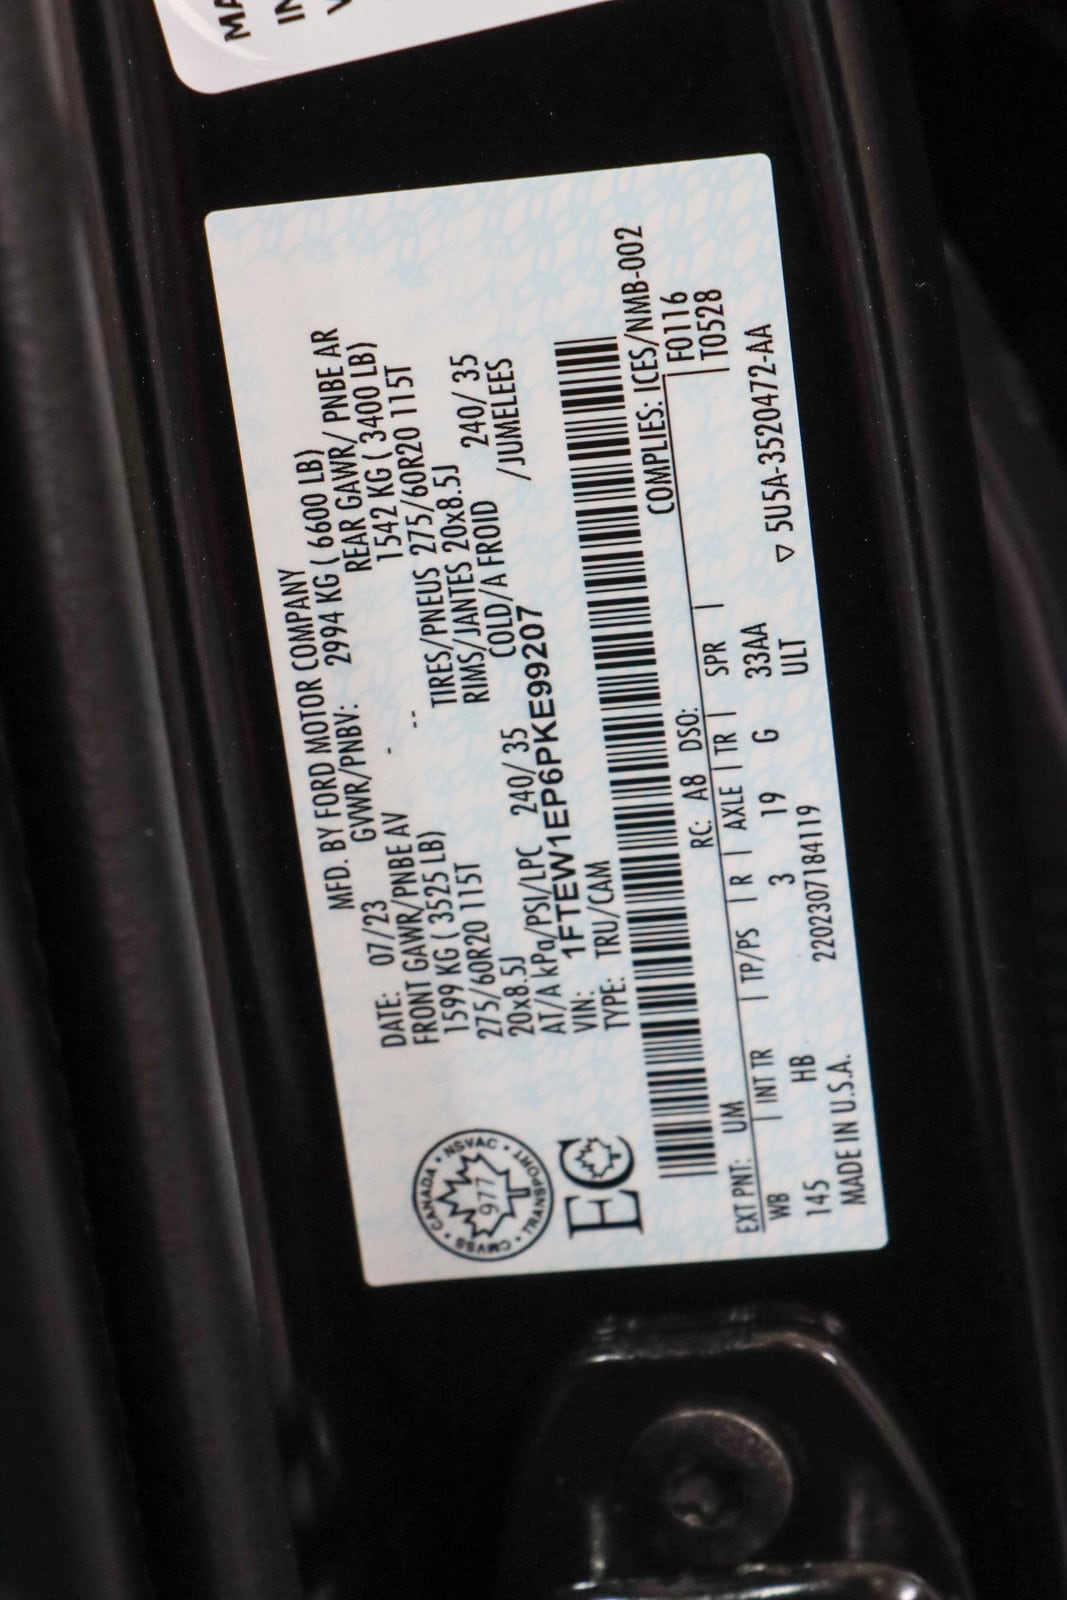 MA
IN
V
MFD. BY FORD MOTOR COMPANY
DATE: 07/23 GVWR/PNBV: 2994 KG ( 6600 LB)
FRONT GAWR/PNBE AV REAR GAWR/ PNBE AR
1599 KG ( 3525 LB) 1542 KG ( 3400 LB)
275/60R20 115T TIRES/PNEUS 275/60R20 115T
20x8.5J RIMS/JANTES 20x8.5J
AT/A kPa/PSI/LPC 240/ 35 COLD/A FROID 240/ 35
VIN: 1FTEW1EP6PKE99207 /JUMELEES
TYPE: TRU/CAM
CANADA • NSVAC • TRANSPORT • CMVSS •
977
EC
COMPLIES: ICES/NMB-002
EXT PNT: UM RC: A8 DSO: F0116
WB INT TR TP/PS R AXLE TR SPR T0528
145 HB 3 19 G 33AA
ULT
MADE IN U.S.A. 2202307184119 ▽ 5U5A-3520472-AA